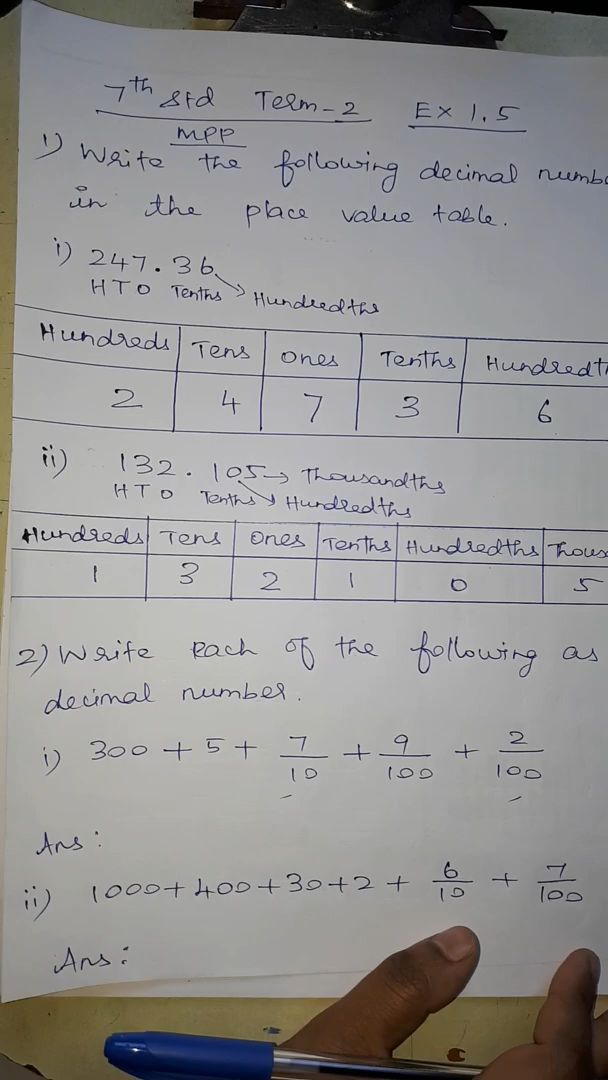 7th Std Term-2 Ex 1.5
MPP
1) Write the following decimal numbe
in the place value table.
i) 247.36
H T O Tenths Hundredths
Hundreds Tens Ones Tenths Hundredth
2 4 7 3 6
ii) 132.105 → Thousandths
H T O Tenths Hundredths
Hundreds Tens Ones Tenths Hundredths Thous
1 3 2 1 0 5
2) Write Each of the following as
decimal number.
i) 300 + 5 + 7/10 + 9/100 + 2/100
Ans:
ii) 1000 + 400 + 30 + 2 + 6/10 + 7/100
Ans: